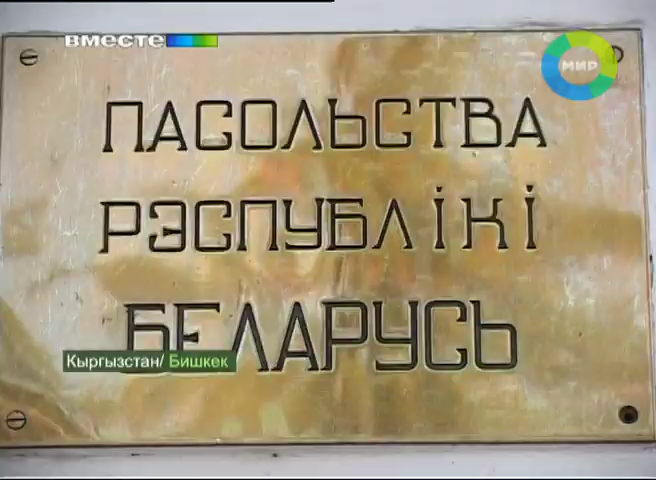 вместе
МИР
ПАСОЛЬСТВА
РЭСПУБЛІКІ
БЕЛАРУСЬ
Кыргызстан/ Бишкек